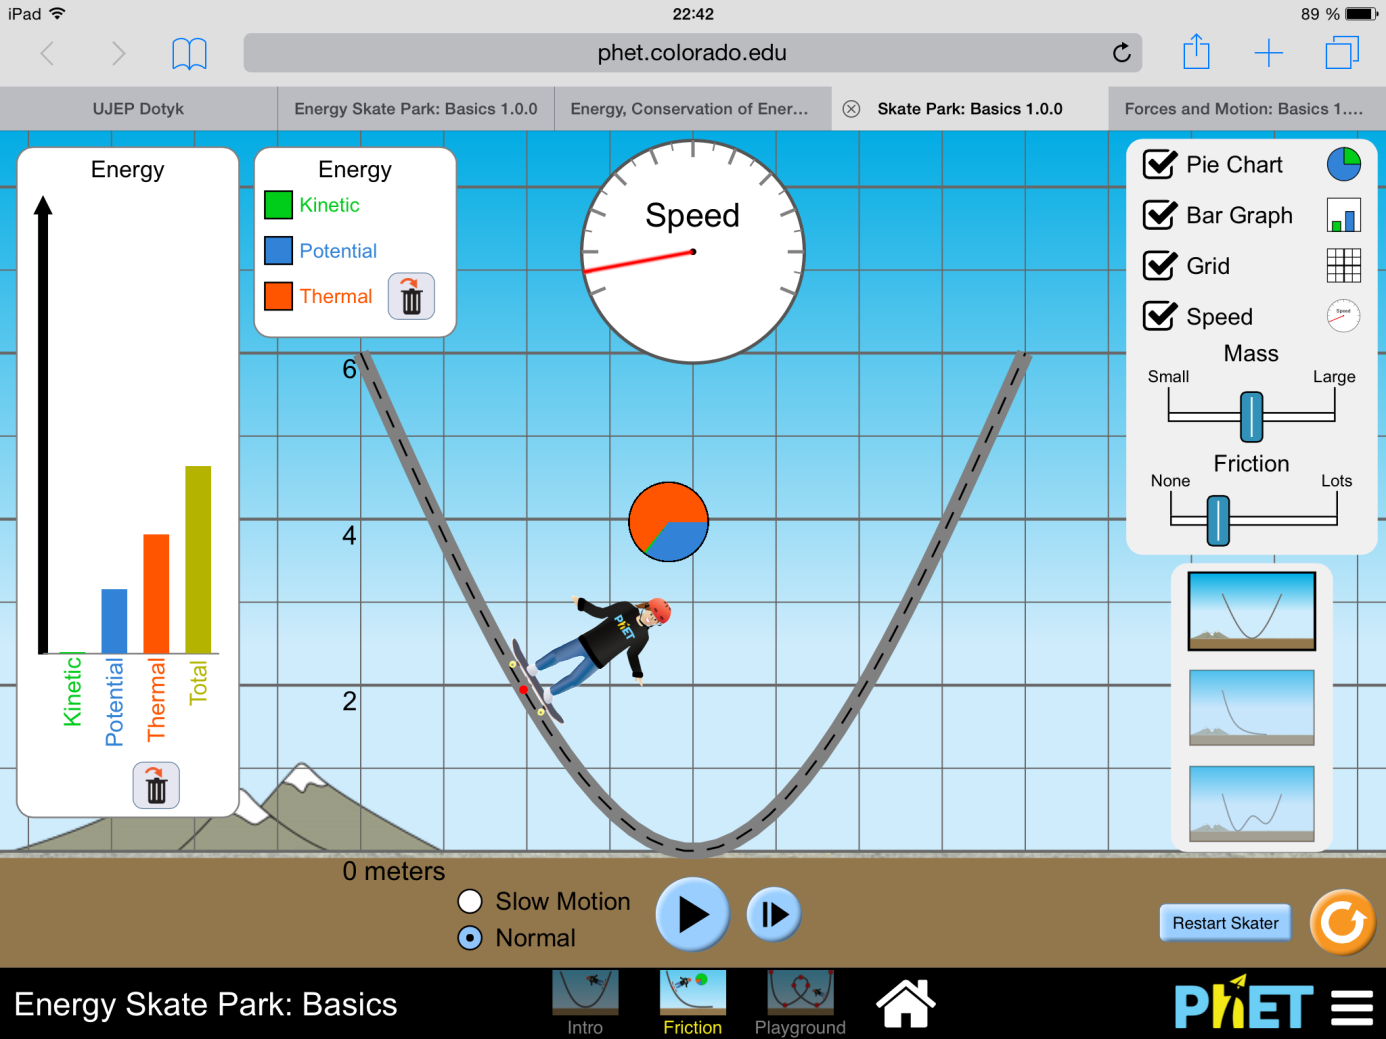 iPad
22:42
89 %
phet.colorado.edu
UJEP Dotyk
Energy Skate Park: Basics 1.0.0
Energy, Conservation of Ener...
Skate Park: Basics 1.0.0
Forces and Motion: Basics 1....
Energy
Kinetic
Potential
Thermal
Total
Energy
Kinetic
Potential
Thermal
Speed
Pie Chart
Bar Graph
Grid
Speed
Speed
Mass
Small
Large
Friction
None
Lots
6
4
2
0 meters
PhET
Slow Motion
Normal
Restart Skater
Energy Skate Park: Basics
Intro
Friction
Playground
PhET